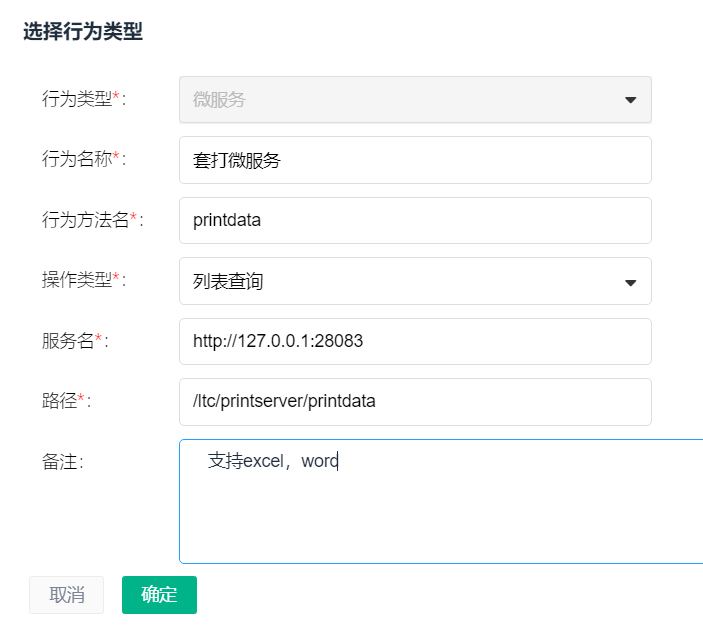 选择行为类型
行为类型*： 微服务
行为名称*： 套打微服务
行为方法名*： printdata
操作类型*： 列表查询
服务名*： http://127.0.0.1:28083
路径*： /ltc/printserver/printdata
备注： 支持excel，word
取消 确定